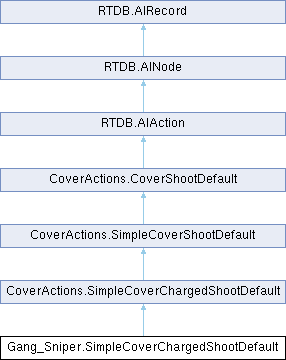 RTDB.AIRecord
RTDB.AINode
RTDB.AIAction
CoverActions.CoverShootDefault
CoverActions.SimpleCoverShootDefault
CoverActions.SimpleCoverChargedShootDefault
Gang_Sniper.SimpleCoverChargedShootDefault